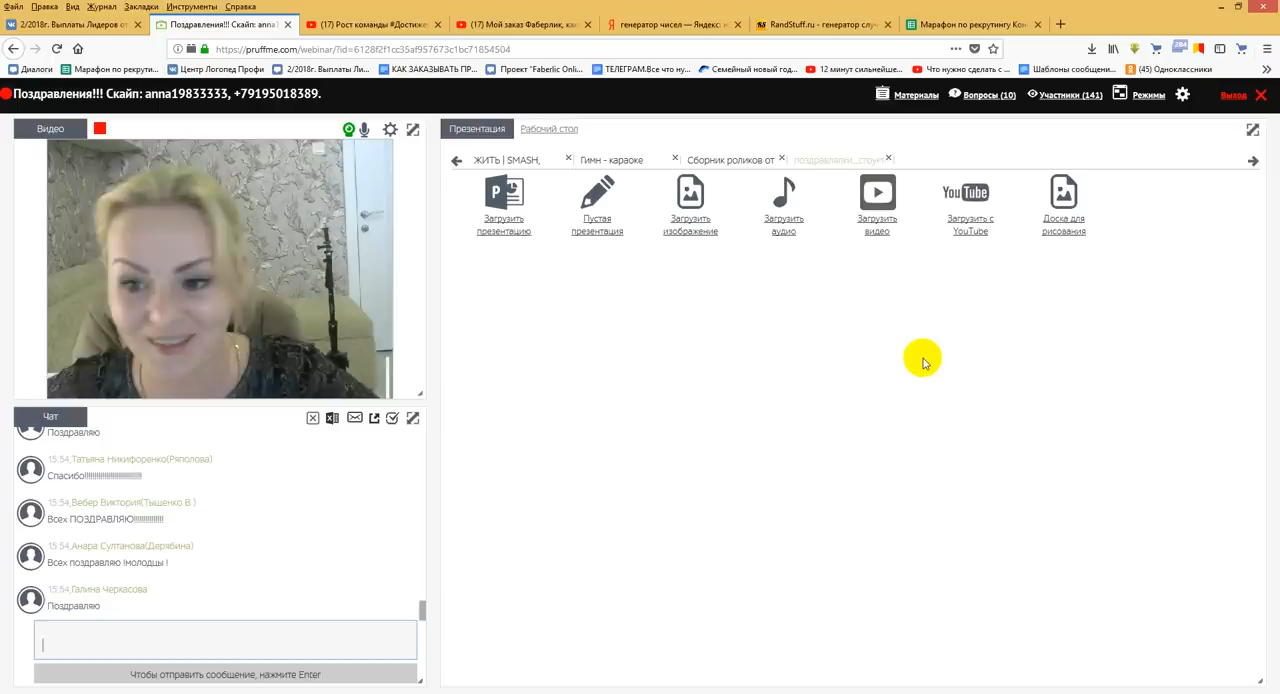 Файл Правка Вид Журнал Закладки Инструменты Справка
2/2018г. Выплаты Лидеров от
Поздравления!!! Скайп: anna1
(17) Рост команды #Достиже
(17) Мой заказ Фаберлик, ка
генератор чисел — Яндекс: н
RandStuff.ru - генератор случ
Марафон по рекрутингу Кон
https://pruffme.com/webinar/?id=6128f2f1cc35af957673c1bc71854504
284
Диалоги
Марафон по рекрути...
Центр Логопед Профи
2/2018г. Выплаты Ли...
КАК ЗАКАЗЫВАТЬ ПР...
Проект "Faberlic Onli...
ТЕЛЕГРАМ.Все что ну...
Семейный новый год...
12 минут сильнейше...
Что нужно сделать с ...
Шаблоны сообщени...
(45) Одноклассники
Поздравления!!! Скайп: anna19833333, +79195018389.
Материалы
Вопросы (10)
Участники (141)
Режимы
Выход
Видео
Презентация
Рабочий стол
ЖИТЬ | SMASH,
Гимн - караоке
Сборник роликов от
Загрузить
презентацию
Пустая
презентация
Загрузить
изображение
Загрузить
аудио
Загрузить
видео
YouTube
Загрузить с
YouTube
Доска для
рисования
Чат
Поздравляю
15:54,Татьяна Никифоренко(Ряполова)
Спасибо!!!!!!!!!!!!!!!!!!!!!!!!!!!!
15:54,Вебер Виктория(Тыщенко В )
Всех ПОЗДРАВЛЯЮ!!!!!!!!!!!!!!!
15:54,Анара Султанова(Дерябина)
Всех поздравляю !молодцы !
15:54,Галина Черкасова
Поздравляю
Чтобы отправить сообщение, нажмите Enter